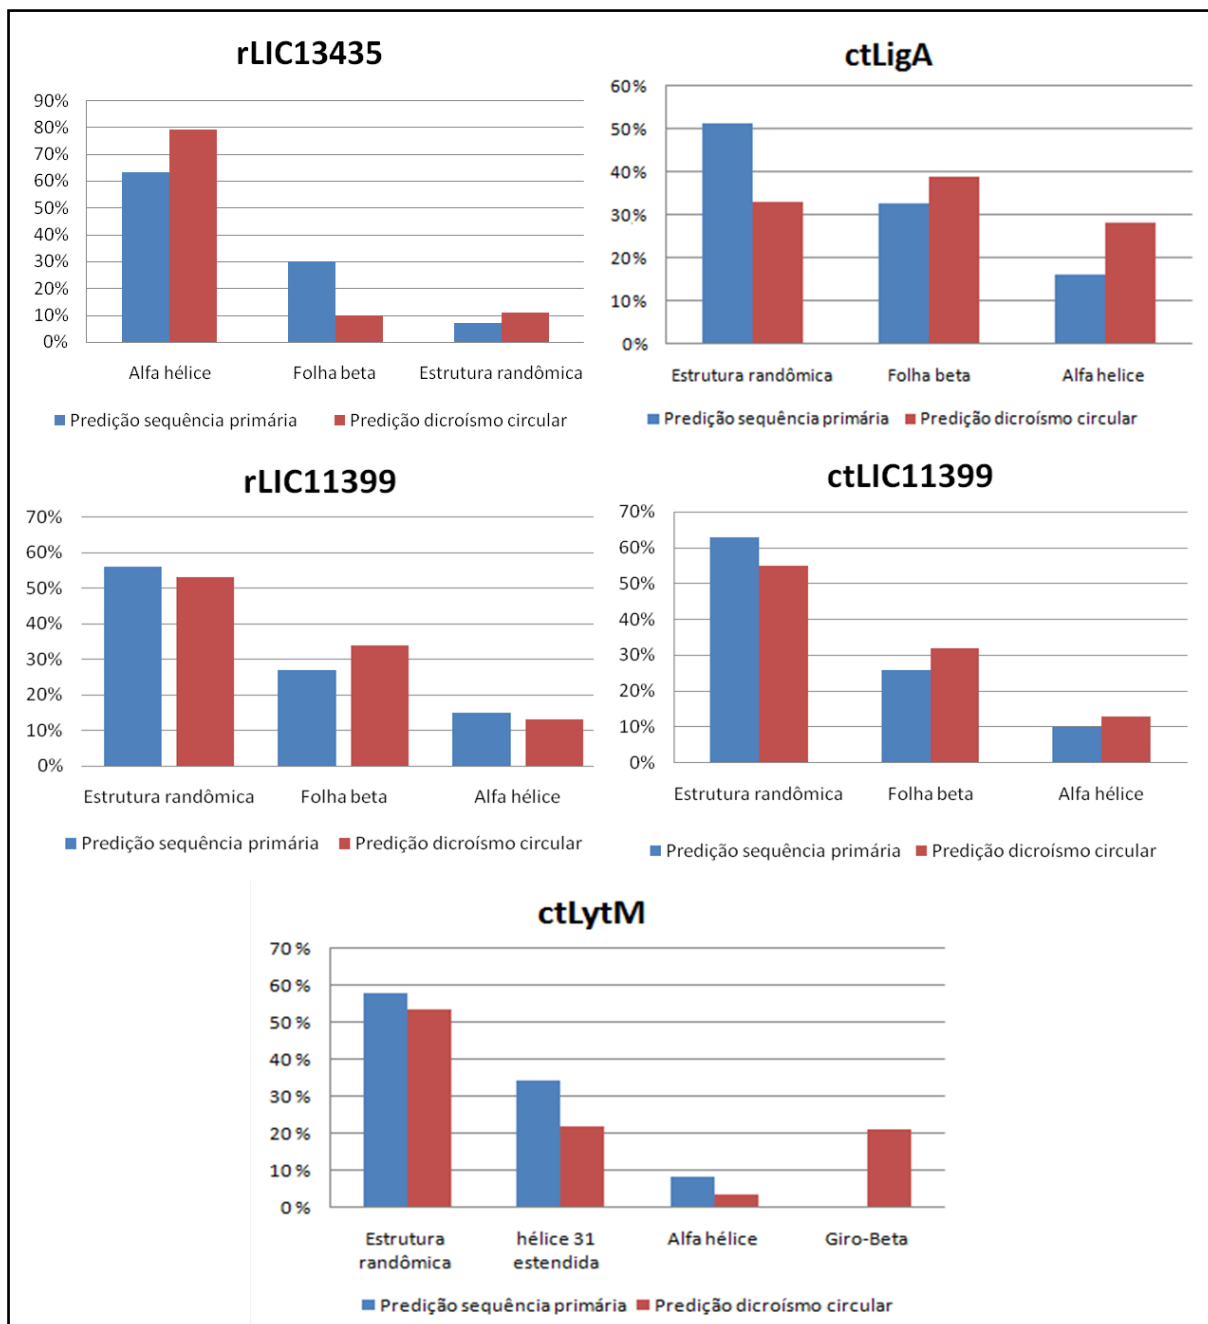 rLIC13435
90%
80%
70%
60%
50%
40%
30%
20%
10%
0%
Alfa hélice Folha beta Estrutura randômica
Predição sequência primária Predição dicroísmo circular
ctLigA
60%
50%
40%
30%
20%
10%
0%
Estrutura randômica Folha beta Alfa helice
Predição sequência primária Predição dicroísmo circular
rLIC11399
70%
60%
50%
40%
30%
20%
10%
0%
Estrutura randômica Folha beta Alfa hélice
Predição sequência primária Predição dicroísmo circular
ctLIC11399
70%
60%
50%
40%
30%
20%
10%
0%
Estrutura randômica Folha beta Alfa hélice
Predição sequência primária Predição dicroísmo circular
ctLytM
70 %
60 %
50 %
40 %
30 %
20 %
10 %
0 %
Estrutura hélice 31 Alfa hélice Giro-Beta
randômica estendida
Predição sequência primária Predição dicroísmo circular